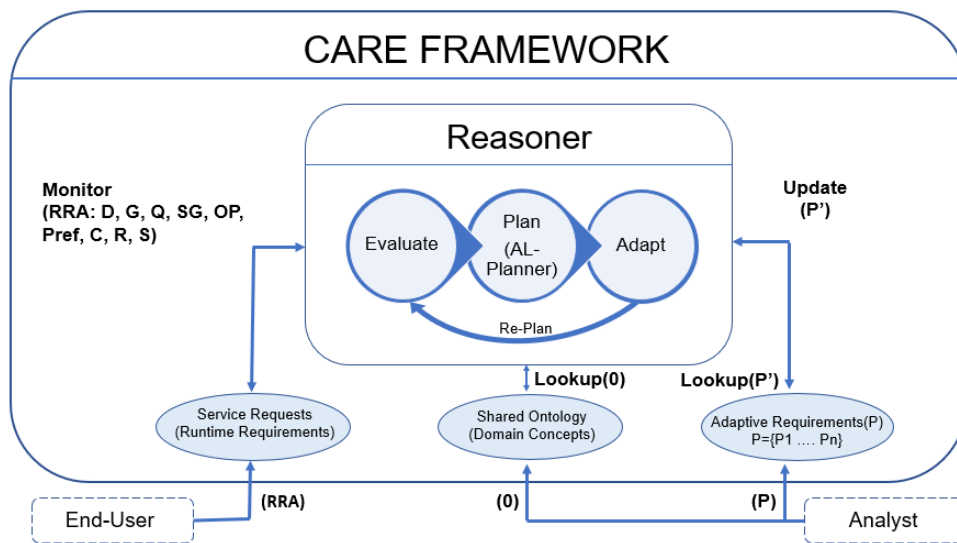 CARE FRAMEWORK
Reasoner
Monitor
(RRA: D, G, Q, SG, OP,
Pref, C, R, S)
Update
(P’)
Evaluate
Plan
(AL-
Planner)
Adapt
Re-Plan
Lookup(0)
Lookup(P’)
Service Requests
(Runtime Requirements)
Shared Ontology
(Domain Concepts)
Adaptive Requirements(P)
P={P1 .... Pn}
(RRA)
(0)
(P)
End-User
Analyst